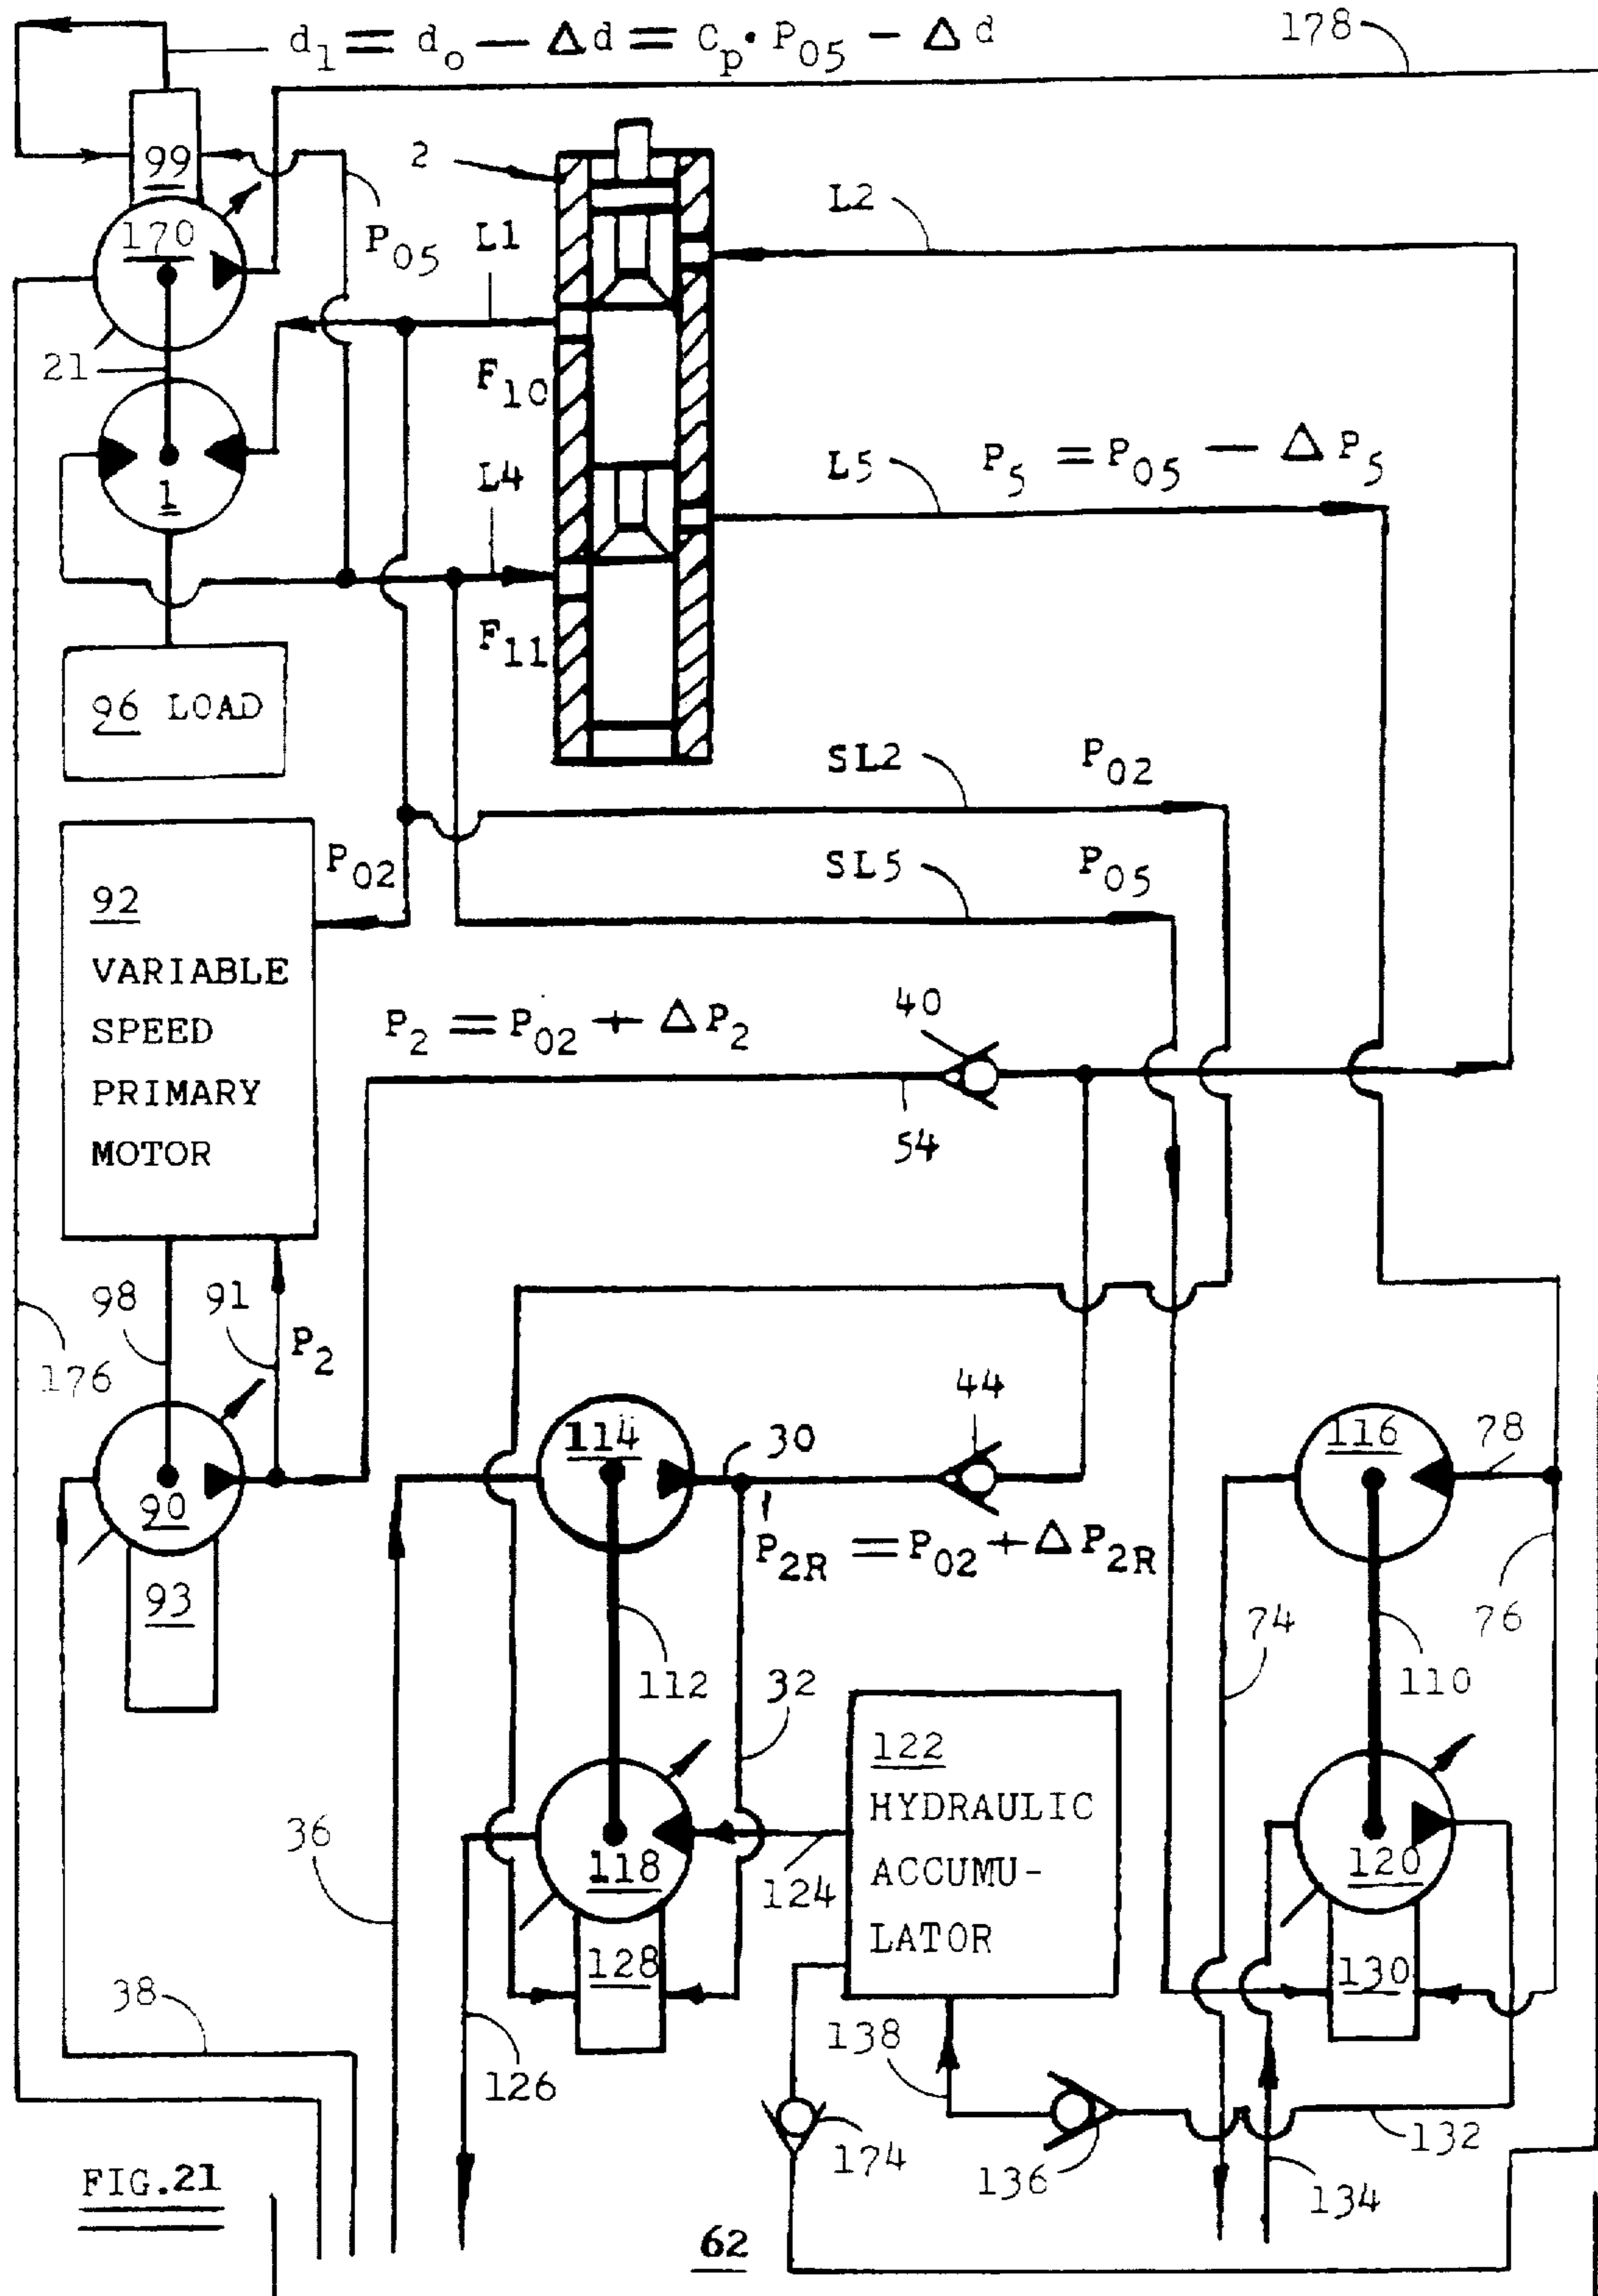 d₁ = d₀ − Δd = Cₚ · P₀₅ − Δd
178
99
2
170
P₀₅
L1
L2
21
F₁₀
L5
P₅ = P₀₅ − ΔP₅
1
L4
F₁₁
96 LOAD
SL2
P₀₂
P₀₂
SL5
P₀₅
92
VARIABLE
SPEED
PRIMARY
MOTOR
P₂ = P₀₂ + ΔP₂
40
54
98
91
P₂
176
44
114
30
116
78
90
P₂R = P₀₂ + ΔP₂R
93
74
76
112
32
110
122
HYDRAULIC
ACCUMU-
LATOR
36
124
118
120
128
130
38
138
126
174
136
132
134
FIG.21
62